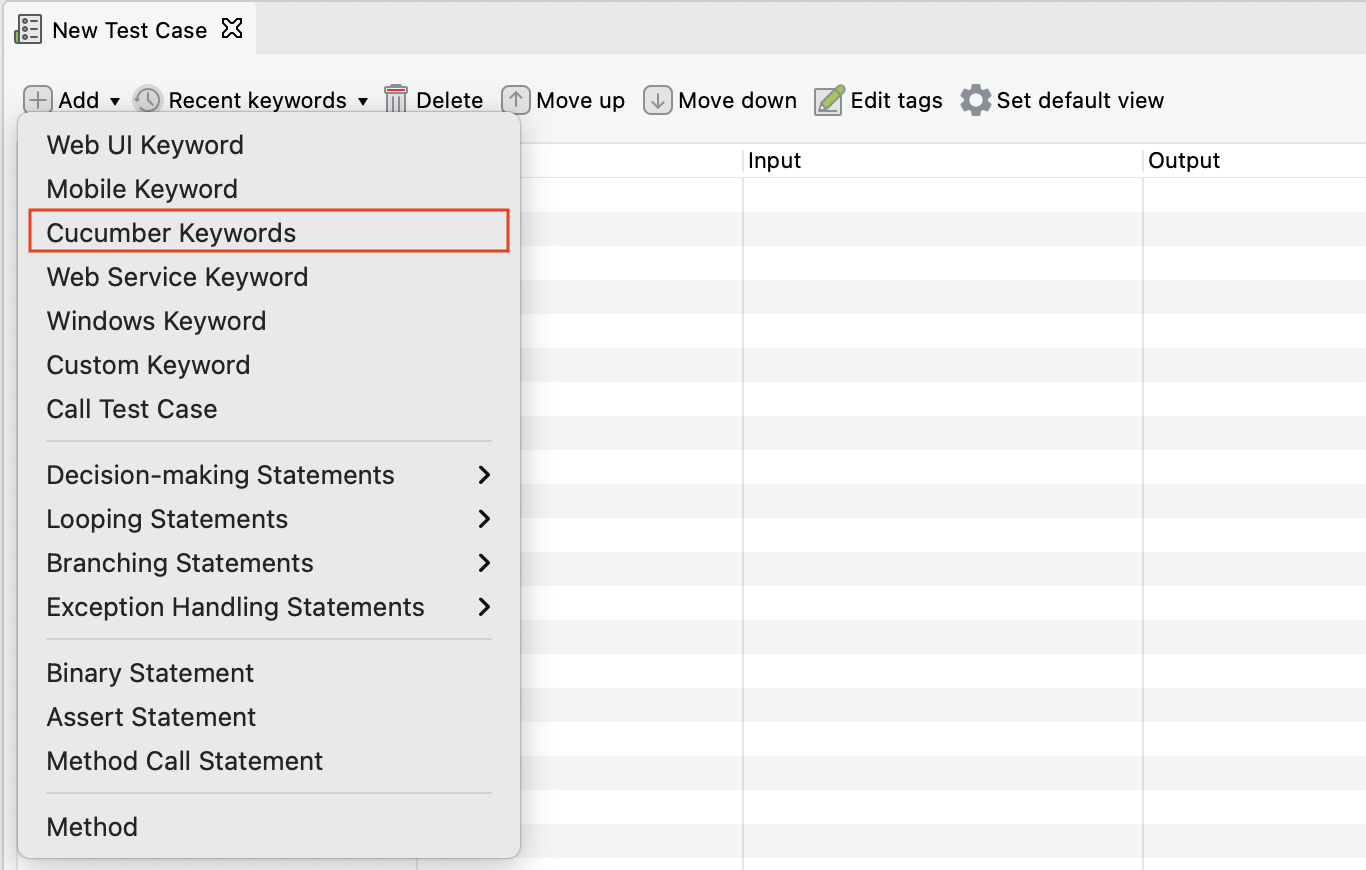 New Test Case
Add Recent keywords Delete Move up Move down Edit tags Set default view
Input Output
Web UI Keyword
Mobile Keyword
Cucumber Keywords
Web Service Keyword
Windows Keyword
Custom Keyword
Call Test Case
Decision-making Statements
Looping Statements
Branching Statements
Exception Handling Statements
Binary Statement
Assert Statement
Method Call Statement
Method